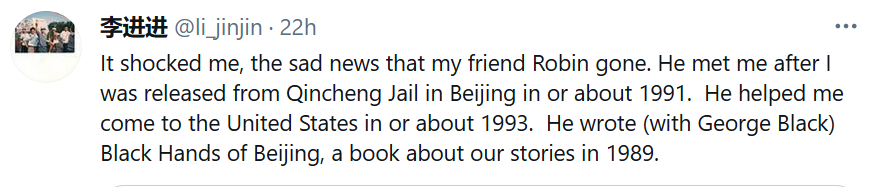 李进进 @li_jinjin · 22h
It shocked me, the sad news that my friend Robin gone. He met me after I
was released from Qincheng Jail in Beijing in or about 1991.  He helped me
come to the United States in or about 1993.  He wrote (with George Black)
Black Hands of Beijing, a book about our stories in 1989.